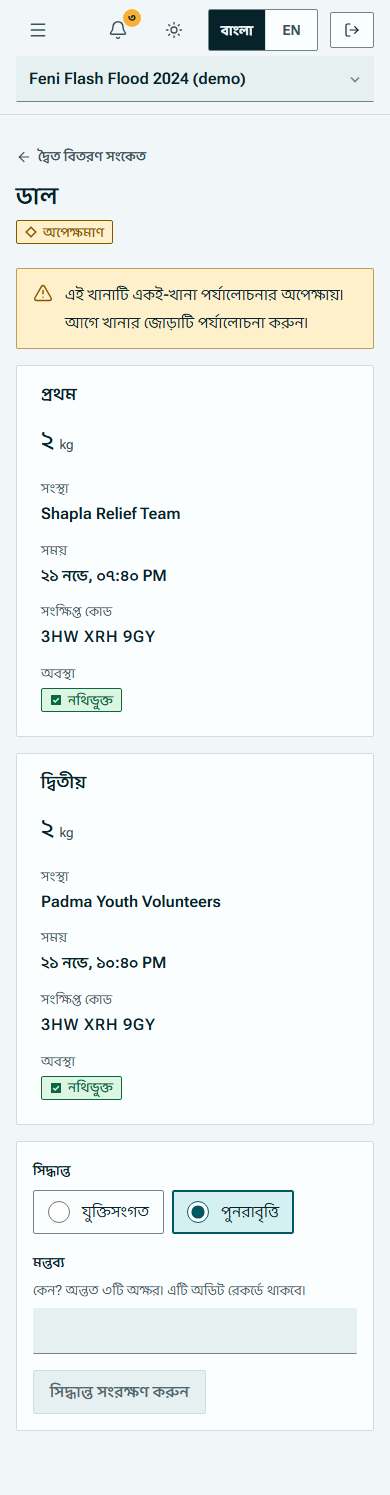 ৩
বাংলা
EN
Feni Flash Flood 2024 (demo)
দ্বৈত বিতরণ সংকেত
ডাল
অপেক্ষমাণ
এই খানাটি একই-খানা পর্যালোচনার অপেক্ষায়।
আগে খানার জোড়াটি পর্যালোচনা করুন।
প্রথম
২ kg
সংস্থা
Shapla Relief Team
সময়
২১ নভে, ০৭:৪০ PM
সংক্ষিপ্ত কোড
3HW XRH 9GY
অবস্থা
নথিভুক্ত
দ্বিতীয়
২ kg
সংস্থা
Padma Youth Volunteers
সময়
২১ নভে, ১০:৪০ PM
সংক্ষিপ্ত কোড
3HW XRH 9GY
অবস্থা
নথিভুক্ত
সিদ্ধান্ত
যুক্তিসংগত
পুনরাবৃত্তি
মন্তব্য
কেন? অন্তত ৩টি অক্ষর। এটি অডিট রেকর্ডে থাকবে।
সিদ্ধান্ত সংরক্ষণ করুন